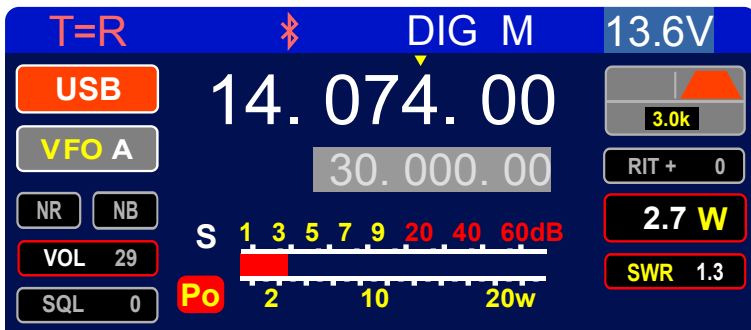 T=R DIG M 13.6V
USB 14. 074. 00 3.0k
VFO A 30. 000. 00 RIT + 0
NR NB 2.7 W
S 1 3 5 7 9 20 40 60dB
VOL 29 SWR 1.3
SQL 0 Po 2 10 20w